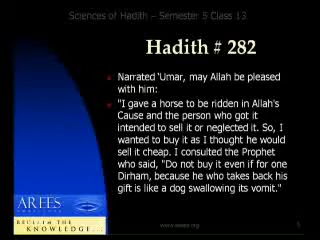 Sciences of Hadith – Semester 5 Class 13
Hadith # 282
Narrated 'Umar, may Allah be pleased
with him:
"I gave a horse to be ridden in Allah's
Cause and the person who got it
intended to sell it or neglected it. So, I
wanted to buy it as I thought he would
sell it cheap. I consulted the Prophet
who said, "Do not buy it even if for one
Dirham, because he who takes back his
gift is like a dog swallowing its vomit."
AREES
RECLAIM THE
KNOWLEDGE...
www.arees.org